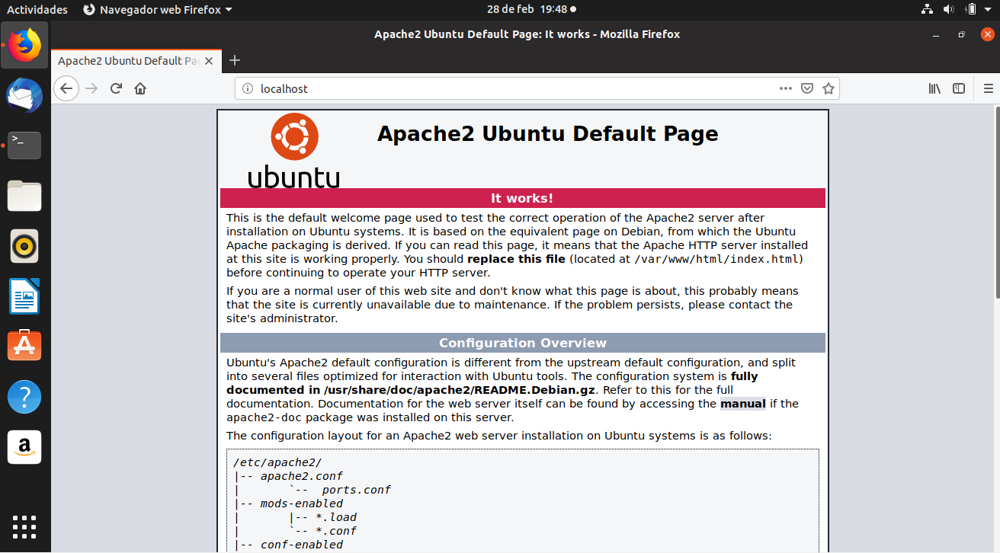 Actividades Navegador web Firefox 28 de feb 19:48
Apache2 Ubuntu Default Page: It works - Mozilla Firefox
Apache2 Ubuntu Default Pa
localhost
ubuntu
Apache2 Ubuntu Default Page
It works!
This is the default welcome page used to test the correct operation of the Apache2 server after
installation on Ubuntu systems. It is based on the equivalent page on Debian, from which the Ubuntu
Apache packaging is derived. If you can read this page, it means that the Apache HTTP server installed
at this site is working properly. You should replace this file (located at /var/www/html/index.html)
before continuing to operate your HTTP server.
If you are a normal user of this web site and don't know what this page is about, this probably means
that the site is currently unavailable due to maintenance. If the problem persists, please contact the
site's administrator.
Configuration Overview
Ubuntu's Apache2 default configuration is different from the upstream default configuration, and split
into several files optimized for interaction with Ubuntu tools. The configuration system is fully
documented in /usr/share/doc/apache2/README.Debian.gz. Refer to this for the full
documentation. Documentation for the web server itself can be found by accessing the manual if the
apache2-doc package was installed on this server.
The configuration layout for an Apache2 web server installation on Ubuntu systems is as follows:
/etc/apache2/
|-- apache2.conf
|       `--  ports.conf
|-- mods-enabled
|       |-- *.load
|       `-- *.conf
|-- conf-enabled